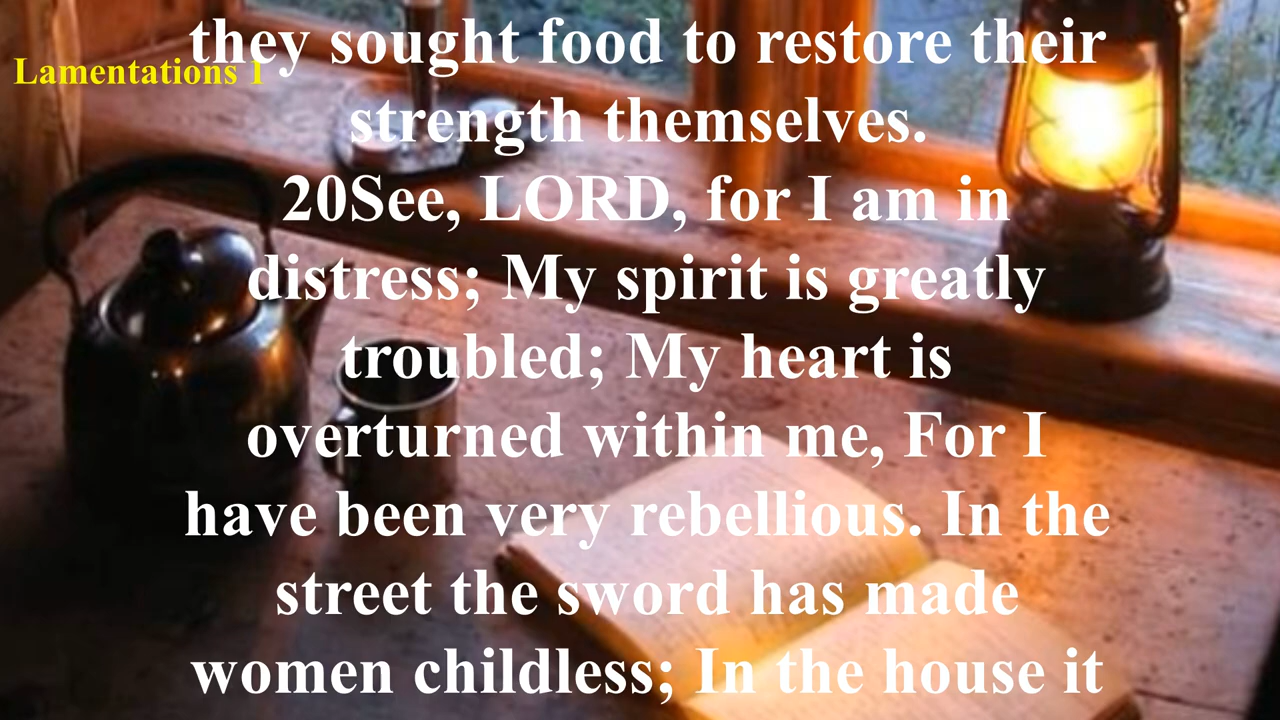 they sought food to restore their
Lamentations 1
strength themselves.
20See, LORD, for I am in
distress; My spirit is greatly
troubled; My heart is
overturned within me, For I
have been very rebellious. In the
street the sword has made
women childless; In the house it